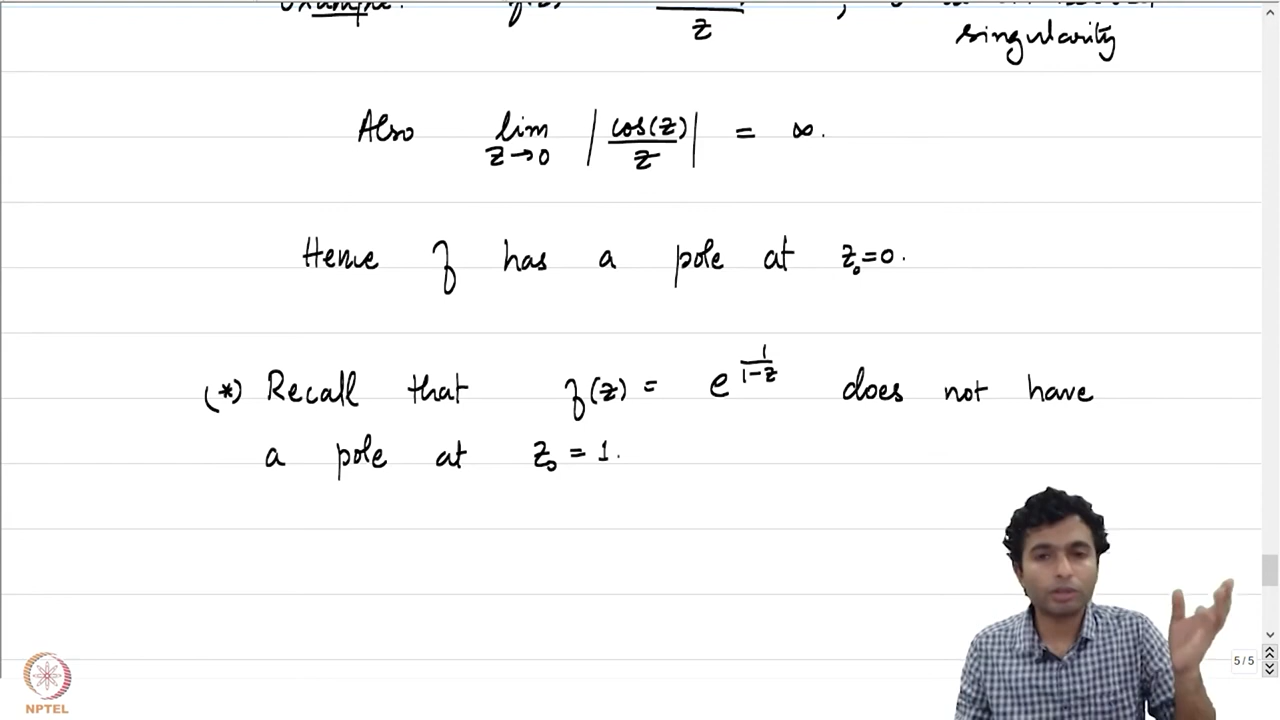 z
singularity
Also lim z→0 | cos(z) / z | = ∞.
Hence f has a pole at z₀=0.
(*) Recall that f(z) = e^{1/(1-z)} does not have
a pole at z₀ = 1.
5 / 5
NPTEL